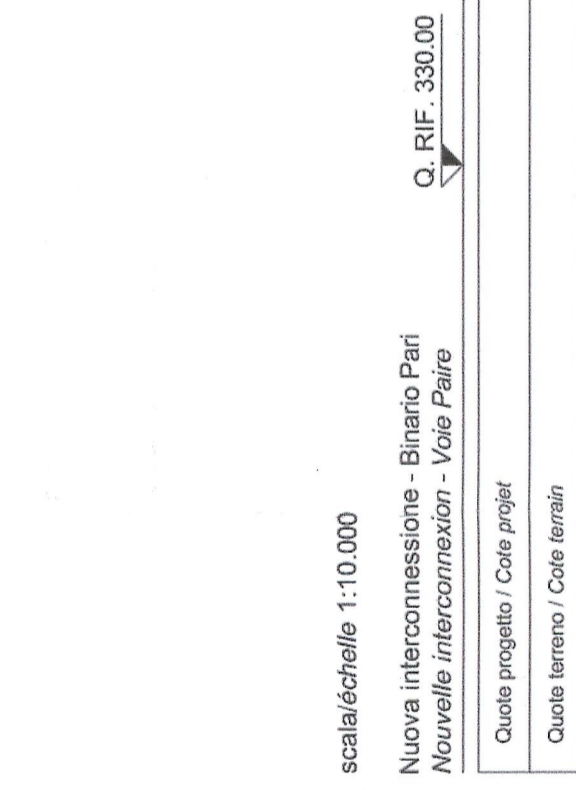 scala/échelle 1:10.000
Nuova interconnessione - Binario Pari
Nouvelle interconnexion - Voie Paire
Q. RIF. 330.00
Quote progetto / Cote projet
Quote terreno / Cote terrain